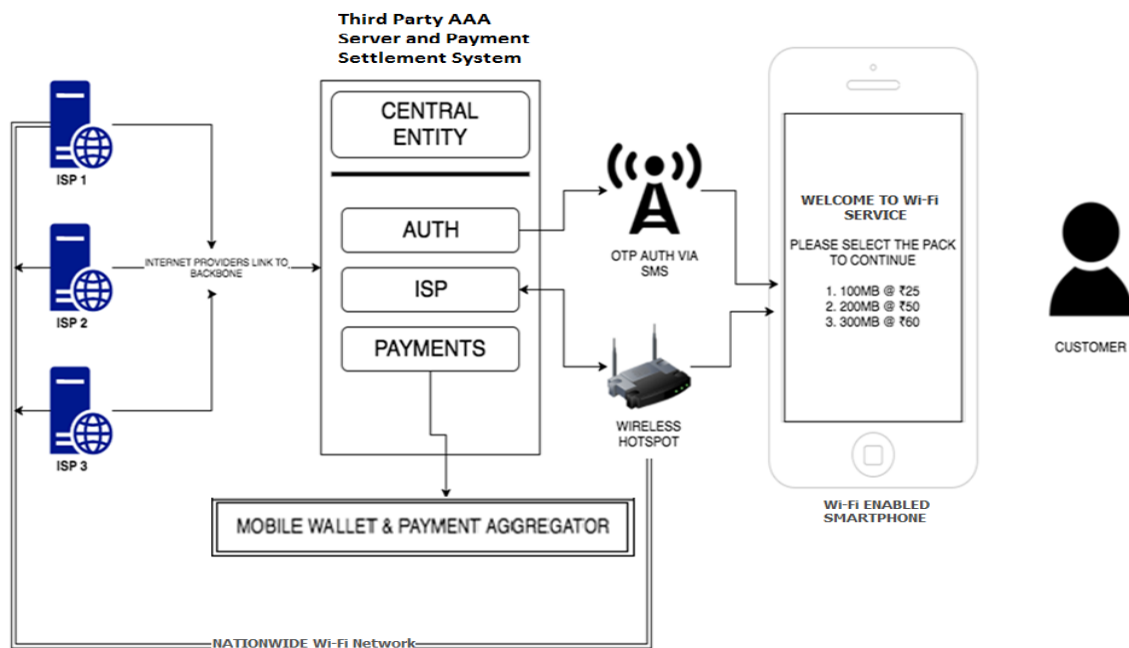 Third Party AAA
Server and Payment
Settlement System
ISP 1
ISP 2
ISP 3
INTERNET PROVIDERS LINK TO
BACKBONE
CENTRAL
ENTITY
AUTH
ISP
PAYMENTS
OTP AUTH VIA
SMS
WIRELESS
HOTSPOT
WELCOME TO Wi-Fi
SERVICE
PLEASE SELECT THE PACK
TO CONTINUE
1. 100MB @ ₹25
2. 200MB @ ₹50
3. 300MB @ ₹60
CUSTOMER
Wi-Fi ENABLED
SMARTPHONE
MOBILE WALLET & PAYMENT AGGREGATOR
NATIONWIDE Wi-Fi Network